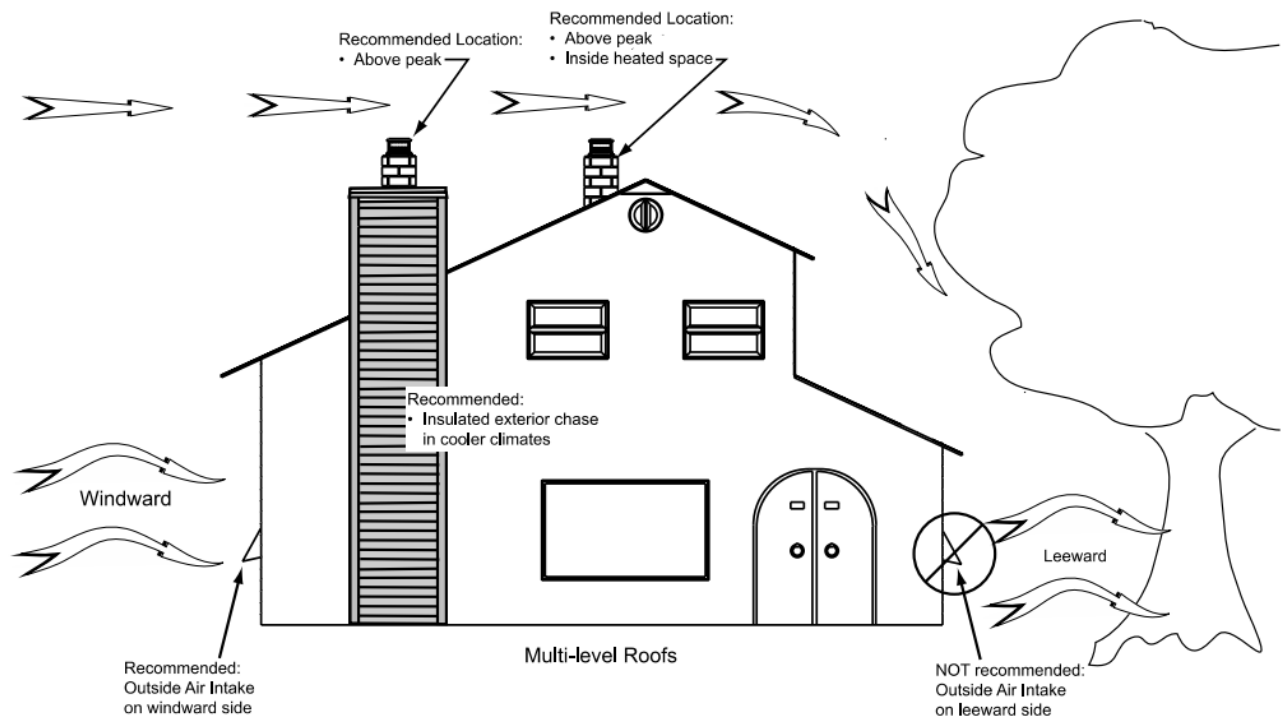 Recommended Location:
• Above peak
Recommended Location:
• Above peak
• Inside heated space
Recommended:
• Insulated exterior chase
in cooler climates
Windward
Leeward
Recommended:
Outside Air Intake
on windward side
Multi-level Roofs
NOT recommended:
Outside Air Intake
on leeward side